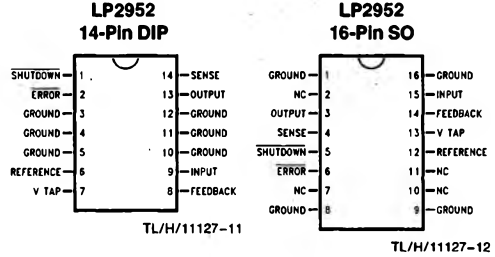 LP2952
14-Pin DIP
SHUTDOWN 1 14 SENSE
ERROR 2 13 OUTPUT
GROUND 3 12 GROUND
GROUND 4 11 GROUND
GROUND 5 10 GROUND
REFERENCE 6 9 INPUT
V TAP 7 8 FEEDBACK
TL/H/11127-11
LP2952
16-Pin SO
GROUND 1 16 GROUND
NC 2 15 INPUT
OUTPUT 3 14 FEEDBACK
SENSE 4 13 V TAP
SHUTDOWN 5 12 REFERENCE
ERROR 6 11 NC
NC 7 10 NC
GROUND 8 9 GROUND
TL/H/11127-12